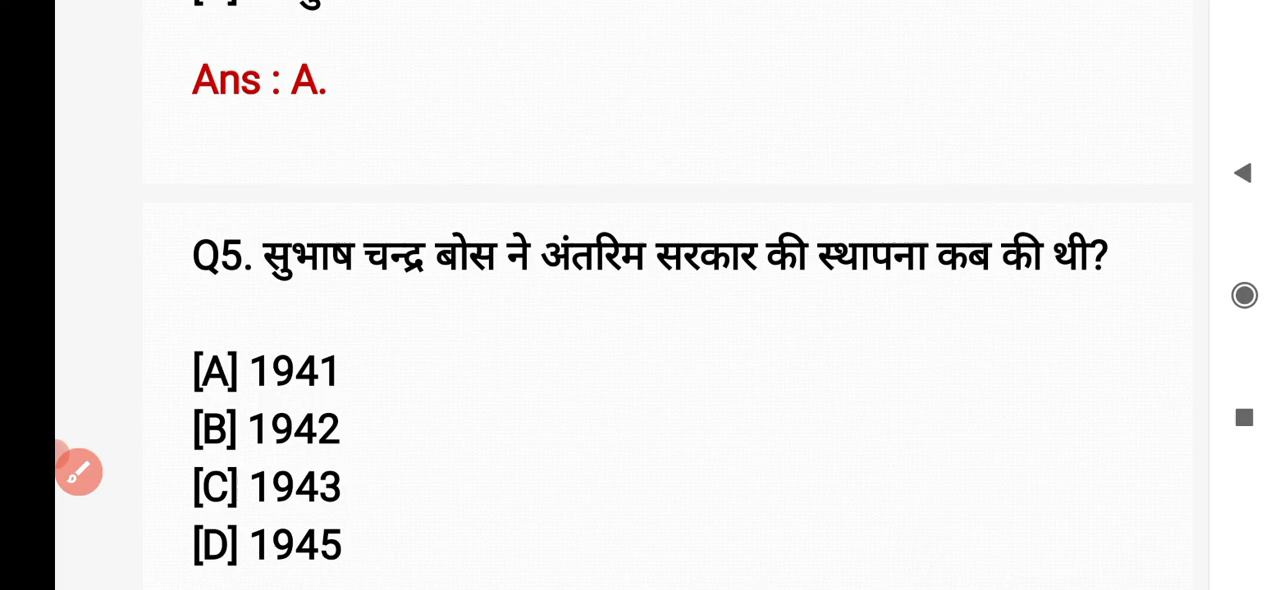 Ans : A.
Q5. सुभाष चन्द्र बोस ने अंतरिम सरकार की स्थापना कब की थी?
[A] 1941
[B] 1942
[C] 1943
[D] 1945